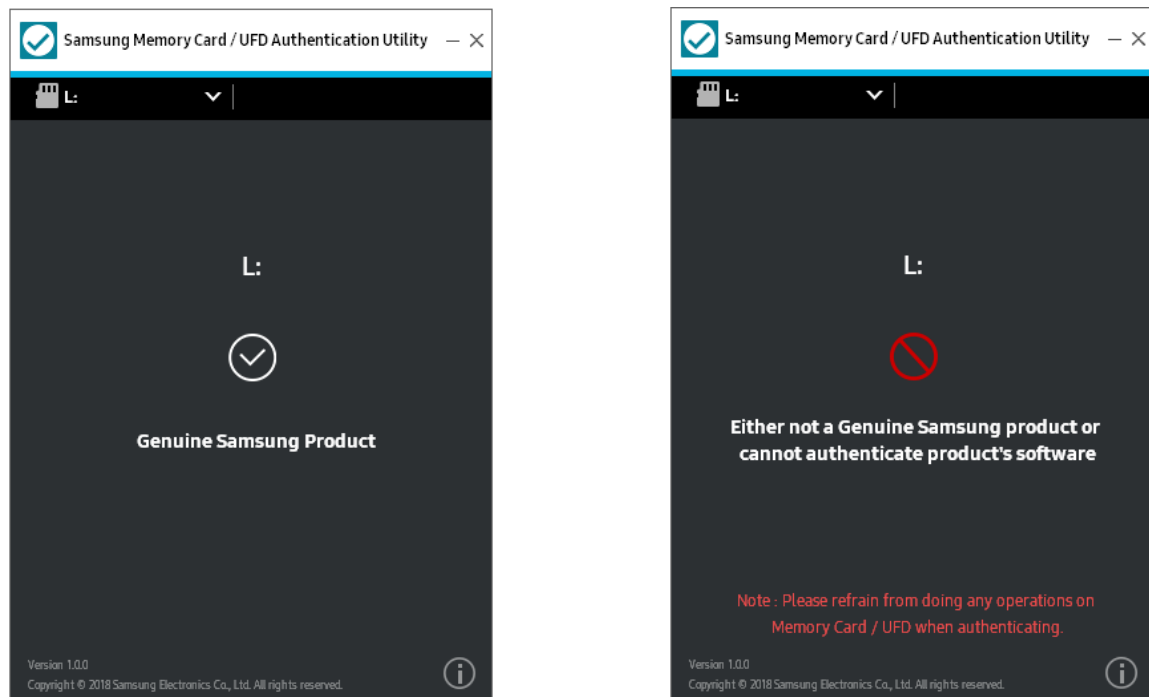 Samsung Memory Card / UFD Authentication Utility
L:
L:
Genuine Samsung Product
Version 1.0.0
Copyright © 2018 Samsung Electronics Co., Ltd. All rights reserved.
Samsung Memory Card / UFD Authentication Utility
L:
L:
Either not a Genuine Samsung product or
cannot authenticate product's software
Note : Please refrain from doing any operations on
Memory Card / UFD when authenticating.
Version 1.0.0
Copyright © 2018 Samsung Electronics Co., Ltd. All rights reserved.